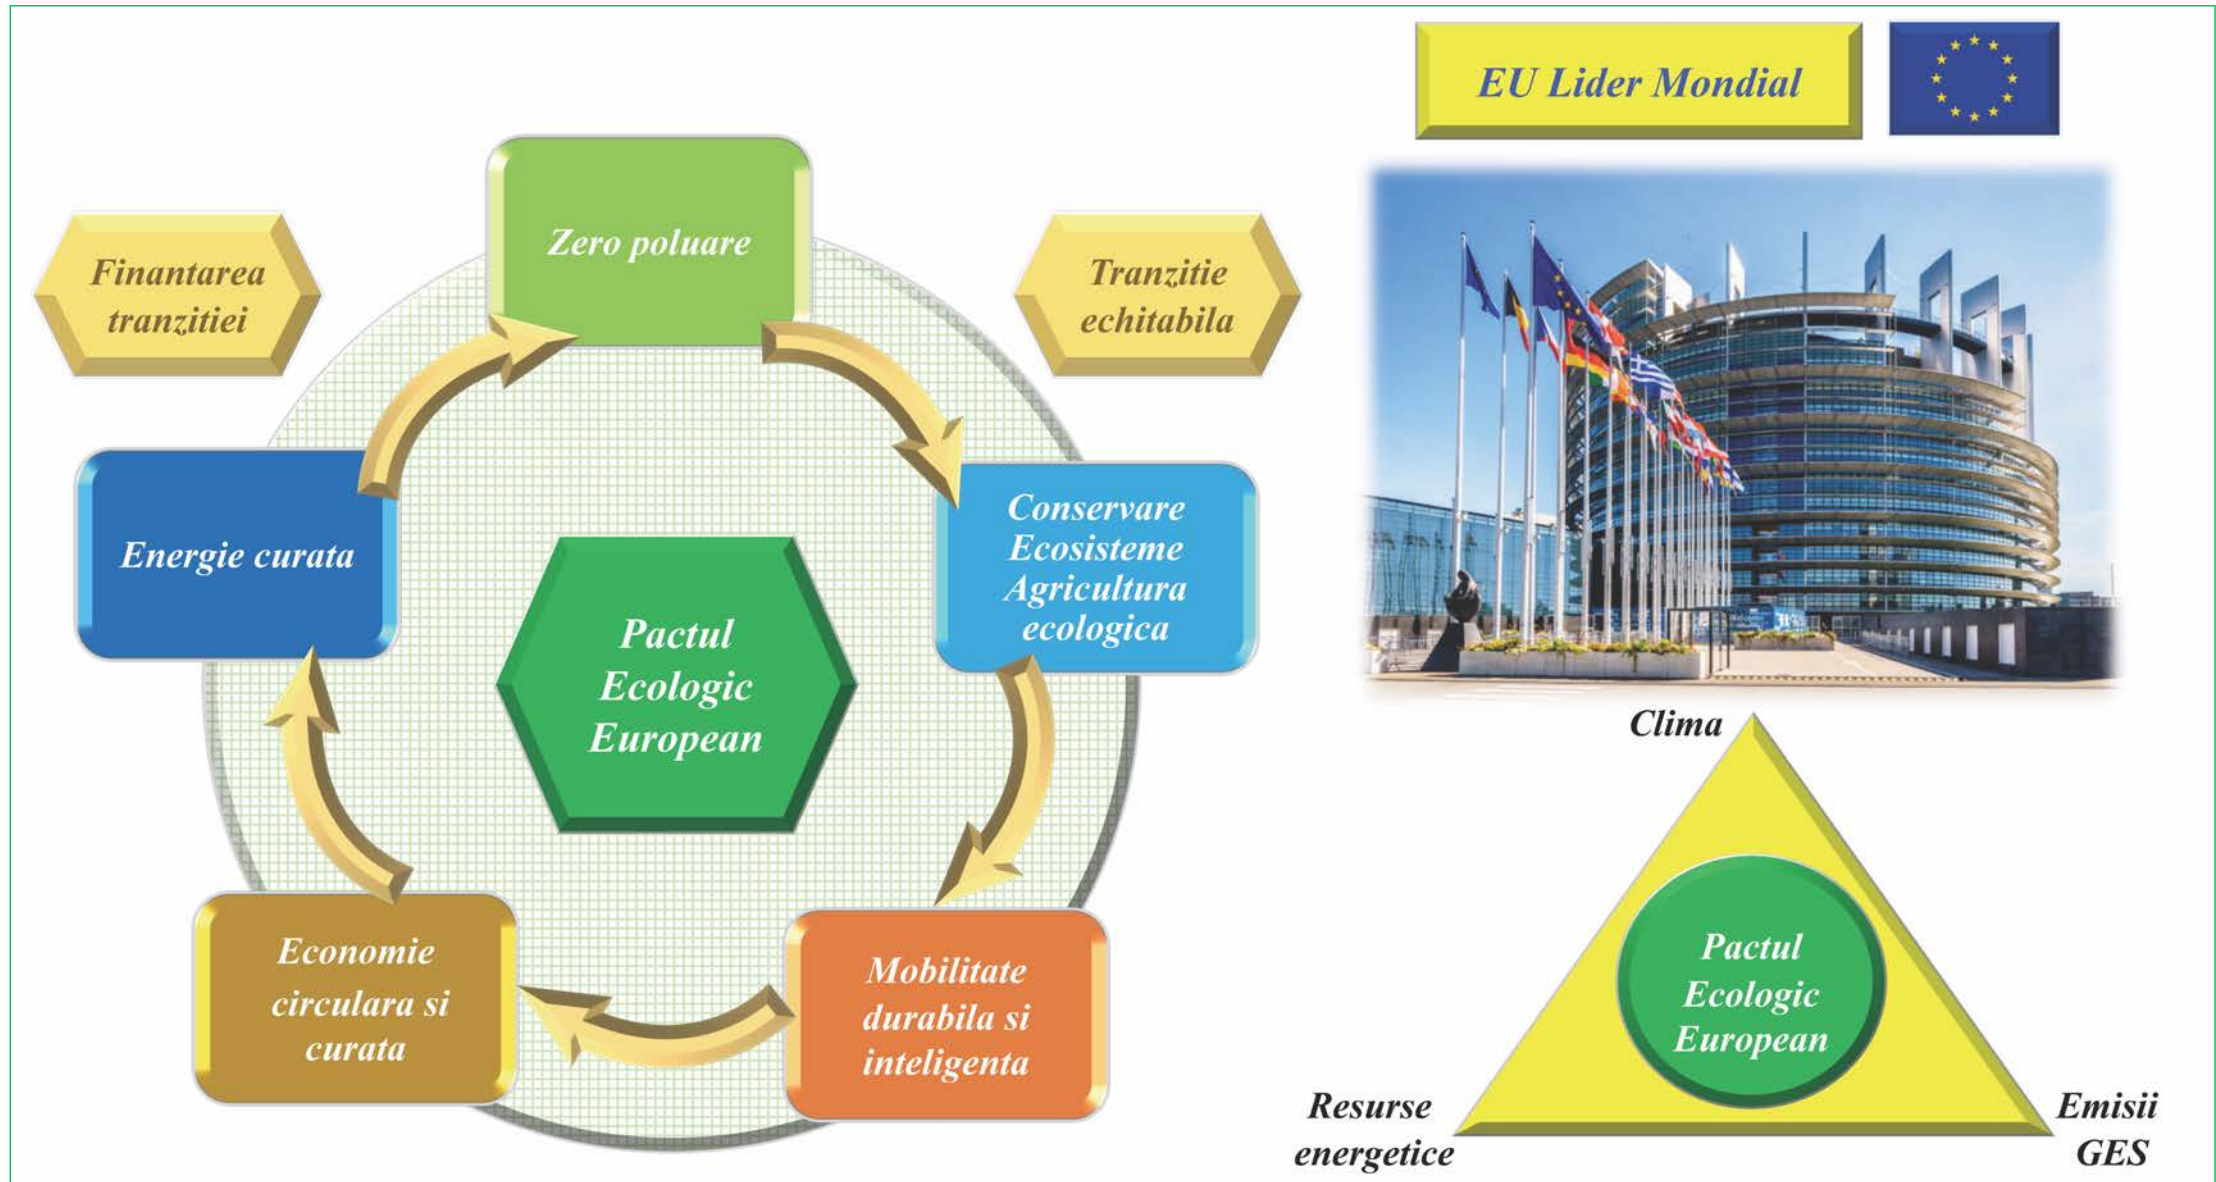 EU Lider Mondial
Zero poluare
Finantarea
tranzitiei
Tranzitie
echitabila
Energie curata
Conservare
Ecosisteme
Agricultura
ecologica
Pactul
Ecologic
European
Economie
circulara si
curata
Mobilitate
durabila si
inteligenta
Clima
Pactul
Ecologic
European
Resurse
energetice
Emisii
GES